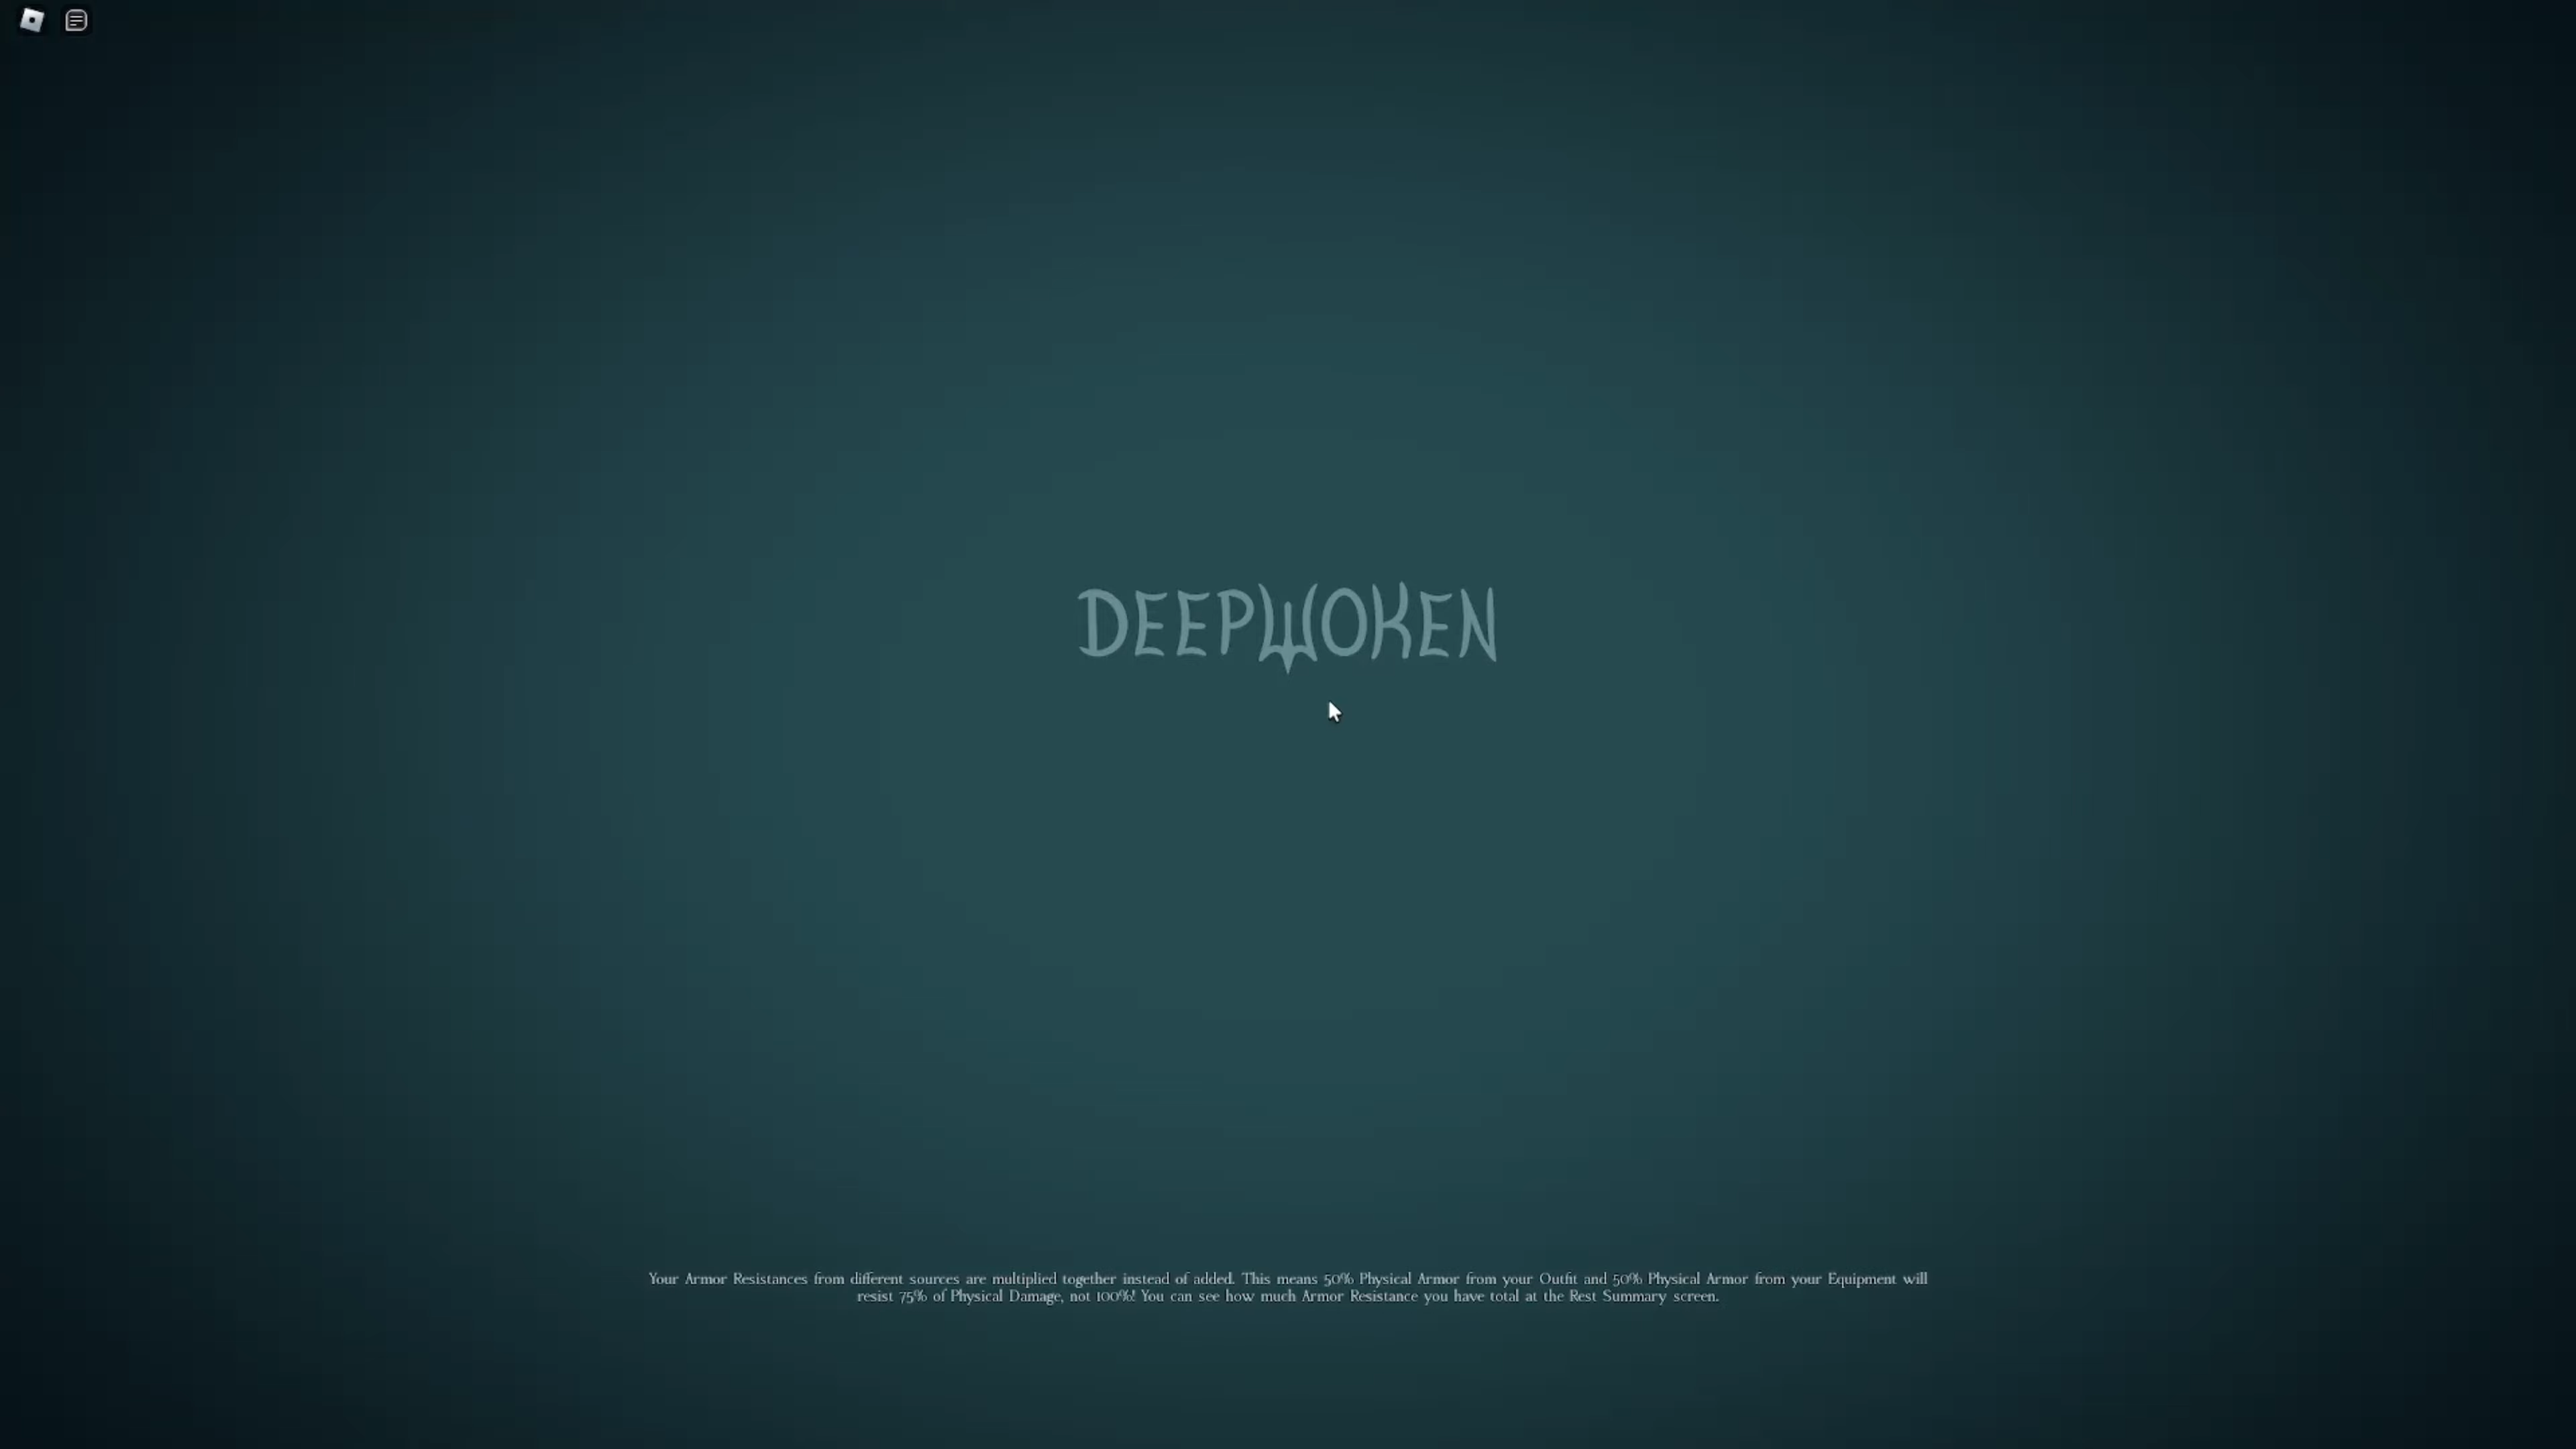 DEEPWOKEN
Your Armor Resistances from different sources are multiplied together instead of added. This means 50% Physical Armor from your Outfit and 50% Physical Armor from your Equipment will
resist 75% of Physical Damage, not 100%! You can see how much Armor Resistance you have total at the Rest Summary screen.